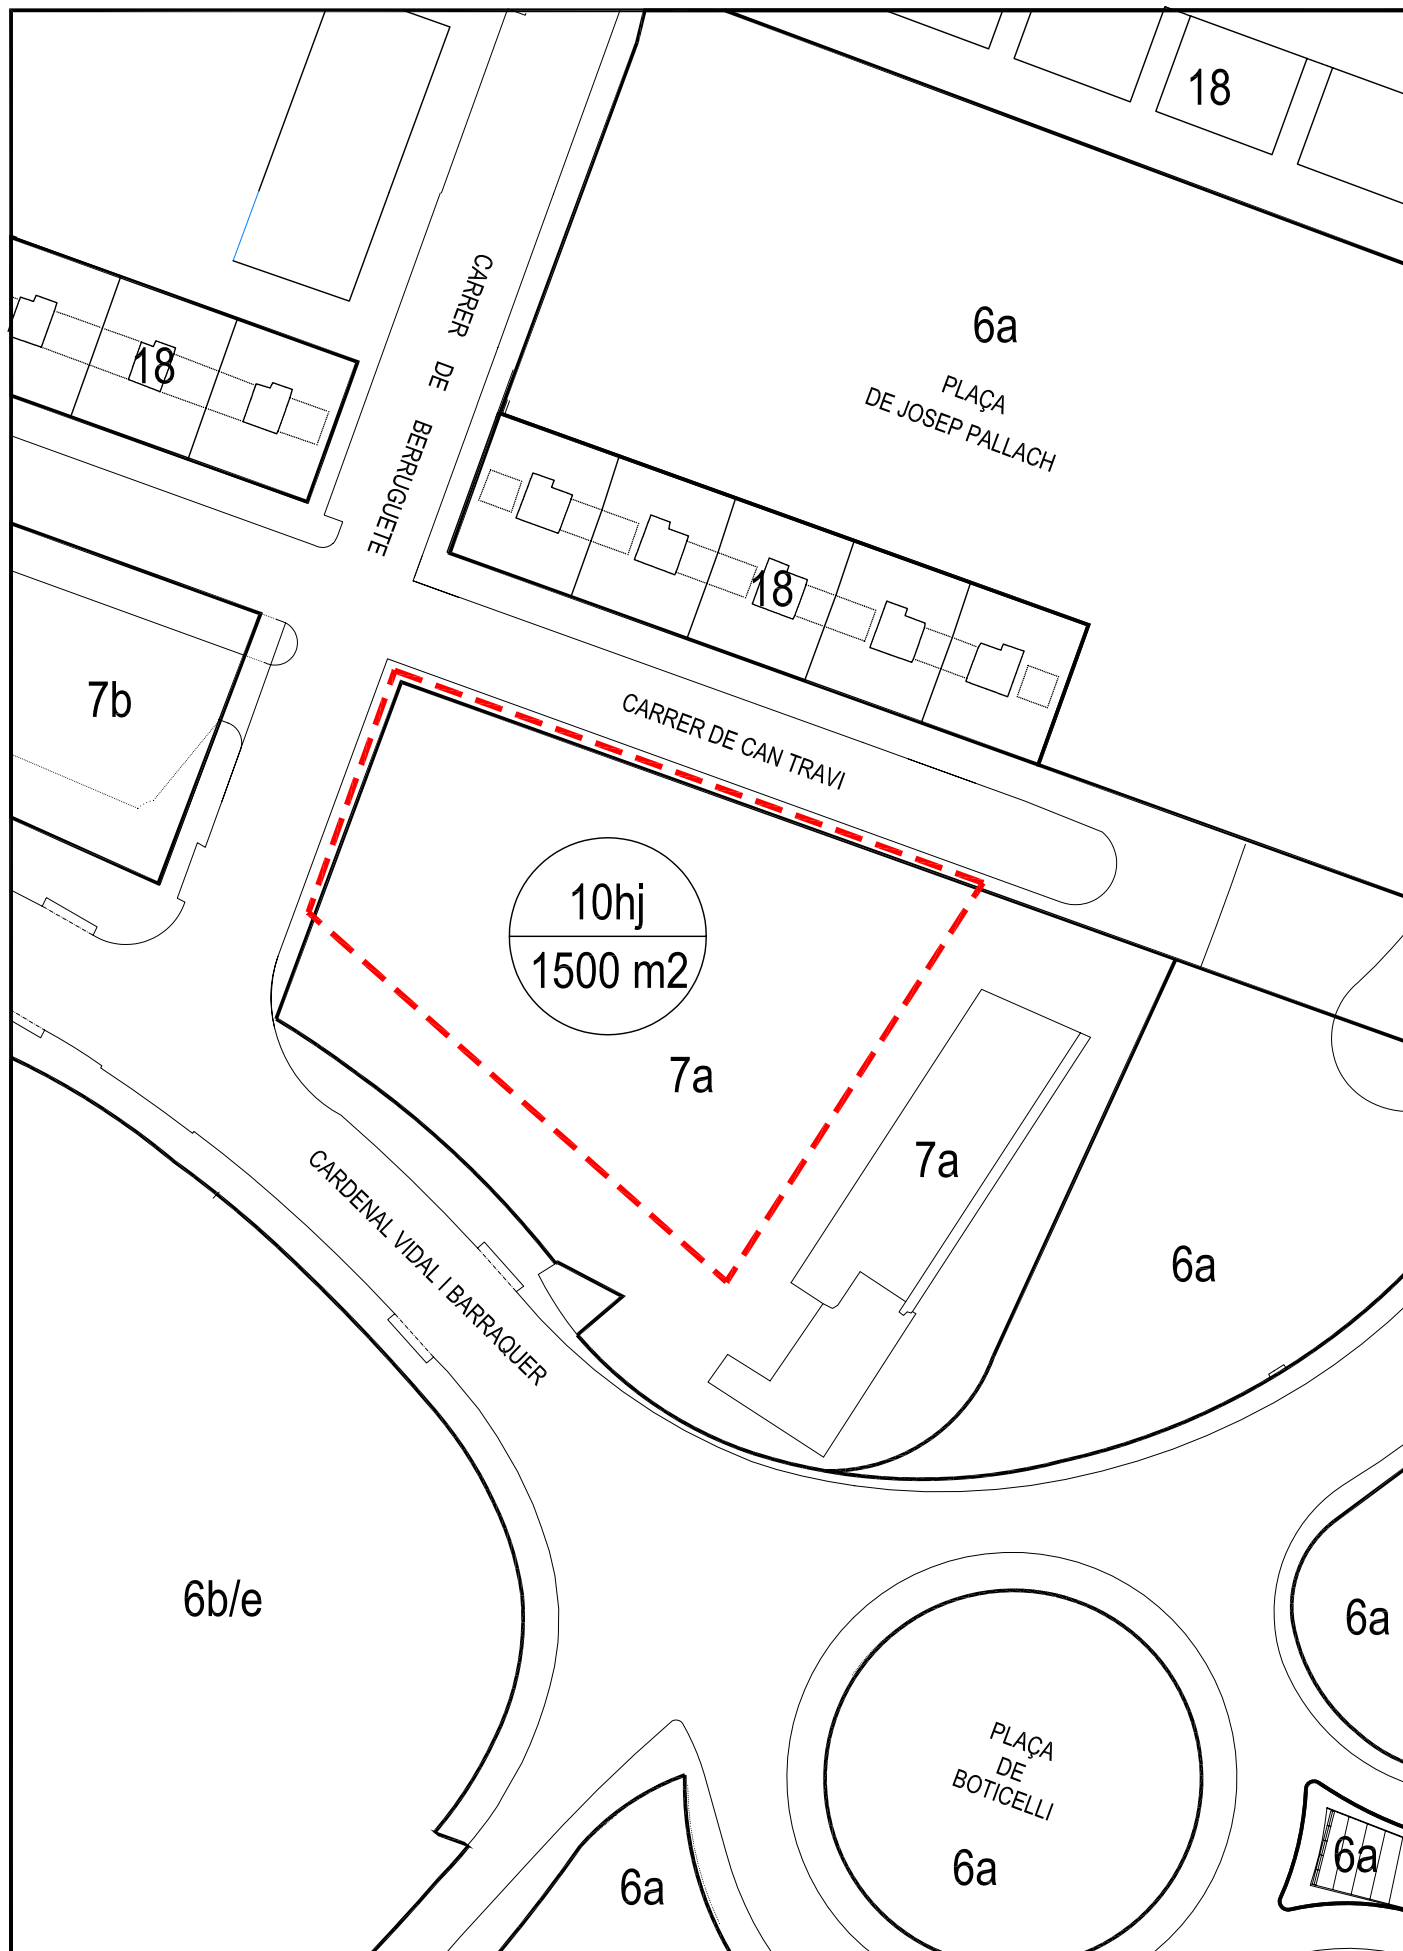 18
6a
PLAÇA
DE JOSEP PALLACH
CARRER DE BERRUGUETE
18
18
7b
CARRER DE CAN TRAVI
10hj
1500 m2
7a
7a
CARDENAL VIDAL I BARRAQUER
6a
6b/e
6a
PLAÇA
DE
BOTICELLI
6a
6a
6a